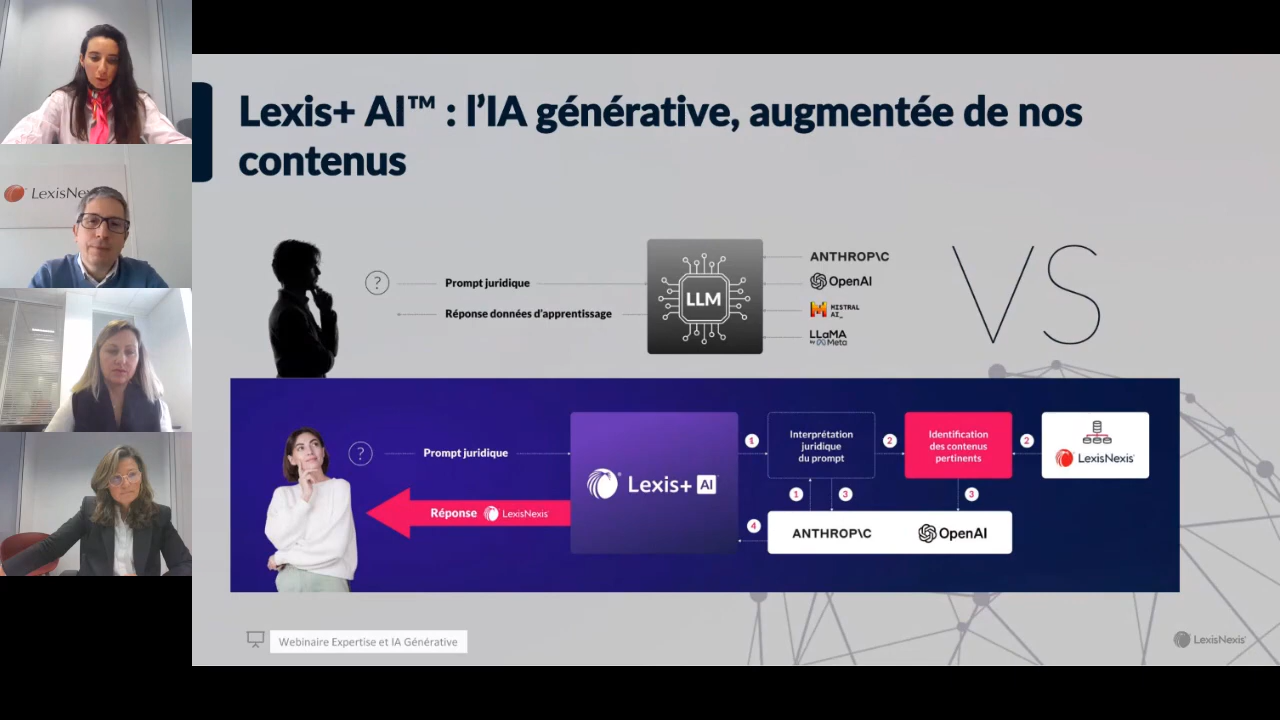 LexisNex
Lexis+ AI™ : l’IA générative, augmentée de nos
contenus
?
Prompt juridique
Réponse données d’apprentissage
LLM
ANTHROP\C
OpenAI
MISTRAL
AI_
LLaMA
by Meta
VS
?
Prompt juridique
Réponse LexisNexis®
Lexis+ AI
1
Interprétation
juridique
du prompt
2
Identification
des contenus
pertinents
2
LexisNexis®
1
3
3
4
ANTHROP\C
OpenAI
Webinaire Expertise et IA Générative
LexisNexis®